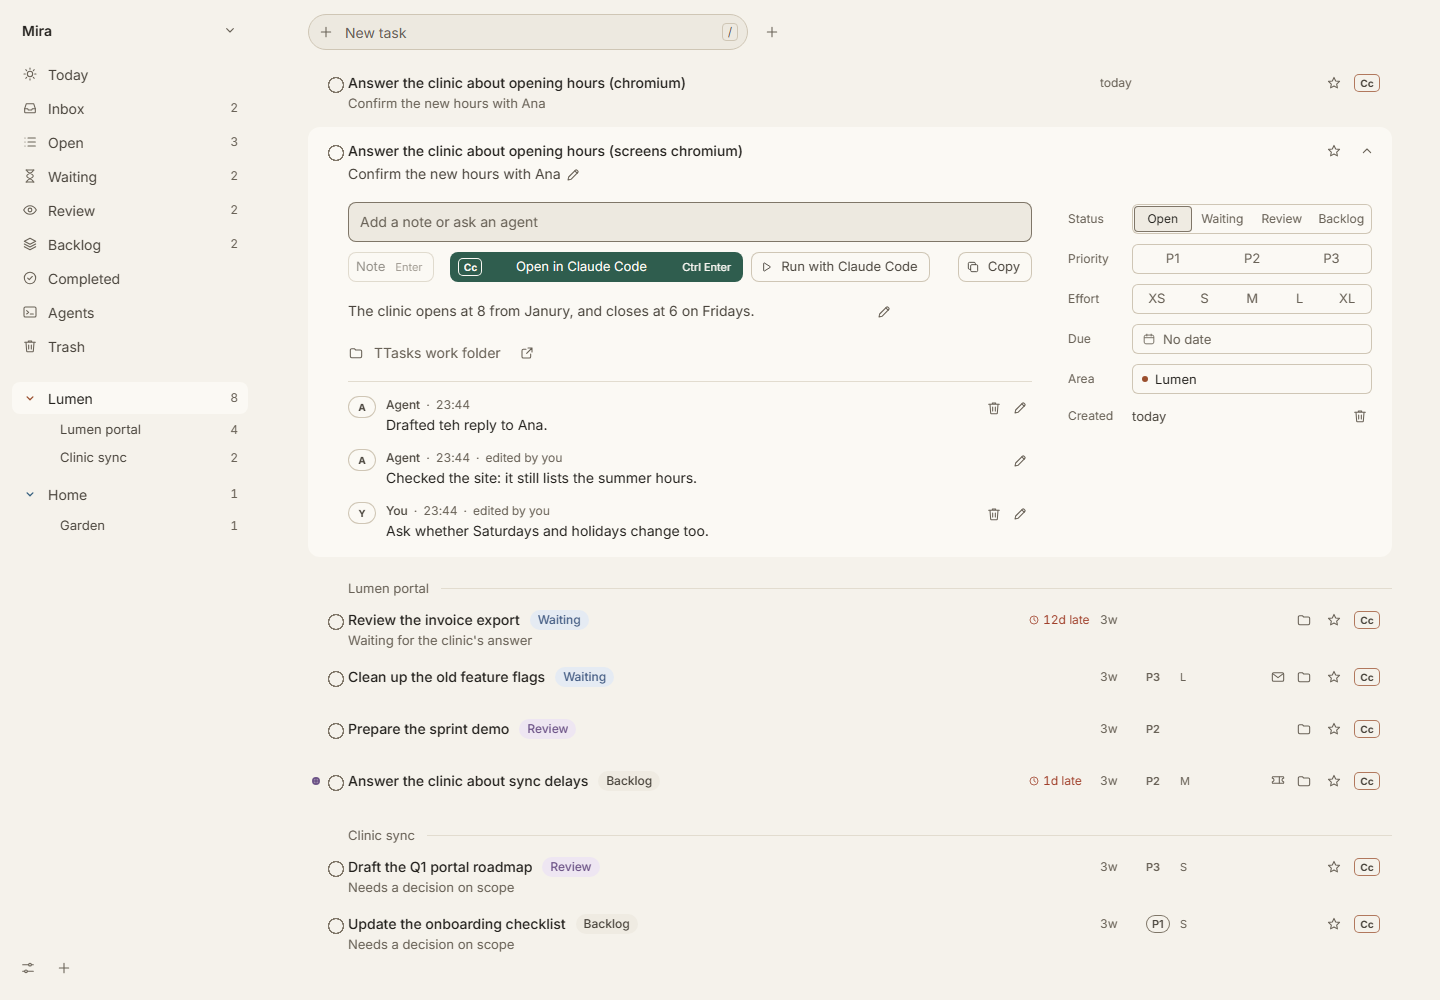 Mira
Today
Inbox 2
Open 3
Waiting 2
Review 2
Backlog 2
Completed
Agents
Trash
Lumen 8
Lumen portal 4
Clinic sync 2
Home 1
Garden 1
New task /
Answer the clinic about opening hours (chromium) today Cc
Confirm the new hours with Ana
Answer the clinic about opening hours (screens chromium)
Confirm the new hours with Ana
Add a note or ask an agent
Note Enter Cc Open in Claude Code Ctrl Enter Run with Claude Code Copy
The clinic opens at 8 from Janury, and closes at 6 on Fridays.
TTasks work folder
A Agent · 23:44
Drafted teh reply to Ana.
A Agent · 23:44 · edited by you
Checked the site: it still lists the summer hours.
Y You · 23:44 · edited by you
Ask whether Saturdays and holidays change too.
Status Open Waiting Review Backlog
Priority P1 P2 P3
Effort XS S M L XL
Due No date
Area Lumen
Created today
Lumen portal
Review the invoice export Waiting 12d late 3w Cc
Waiting for the clinic's answer
Clean up the old feature flags Waiting 3w P3 L Cc
Prepare the sprint demo Review 3w P2 Cc
Answer the clinic about sync delays Backlog 1d late 3w P2 M Cc
Clinic sync
Draft the Q1 portal roadmap Review 3w P3 S Cc
Needs a decision on scope
Update the onboarding checklist Backlog 3w P1 S Cc
Needs a decision on scope